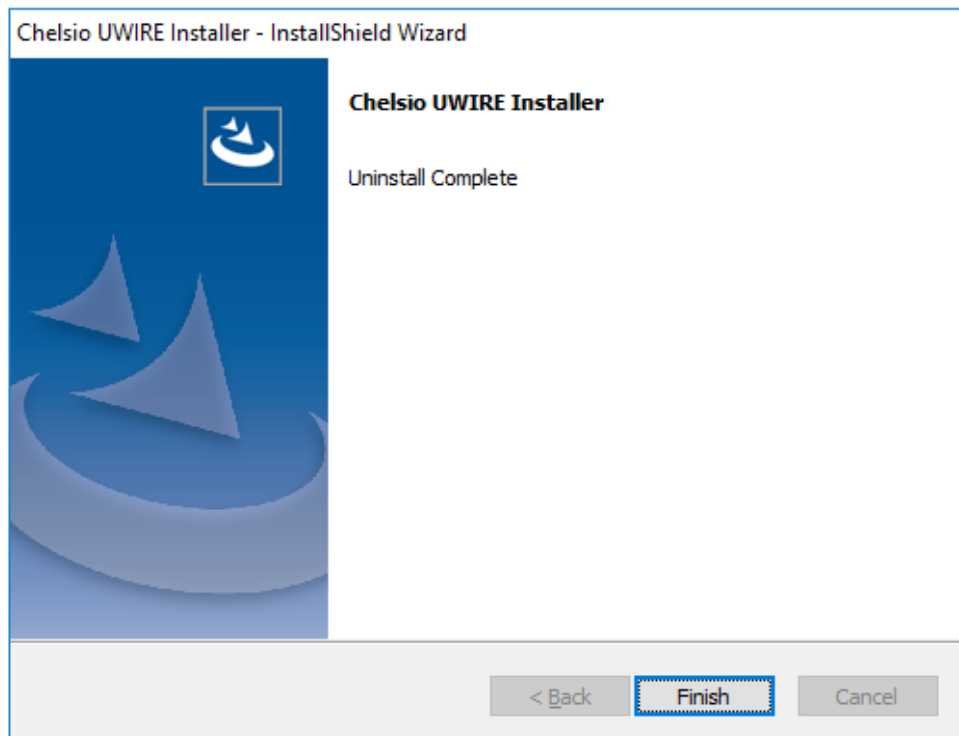 Chelsio UWIRE Installer - InstallShield Wizard
Chelsio UWIRE Installer
Uninstall Complete
< Back
Finish
Cancel